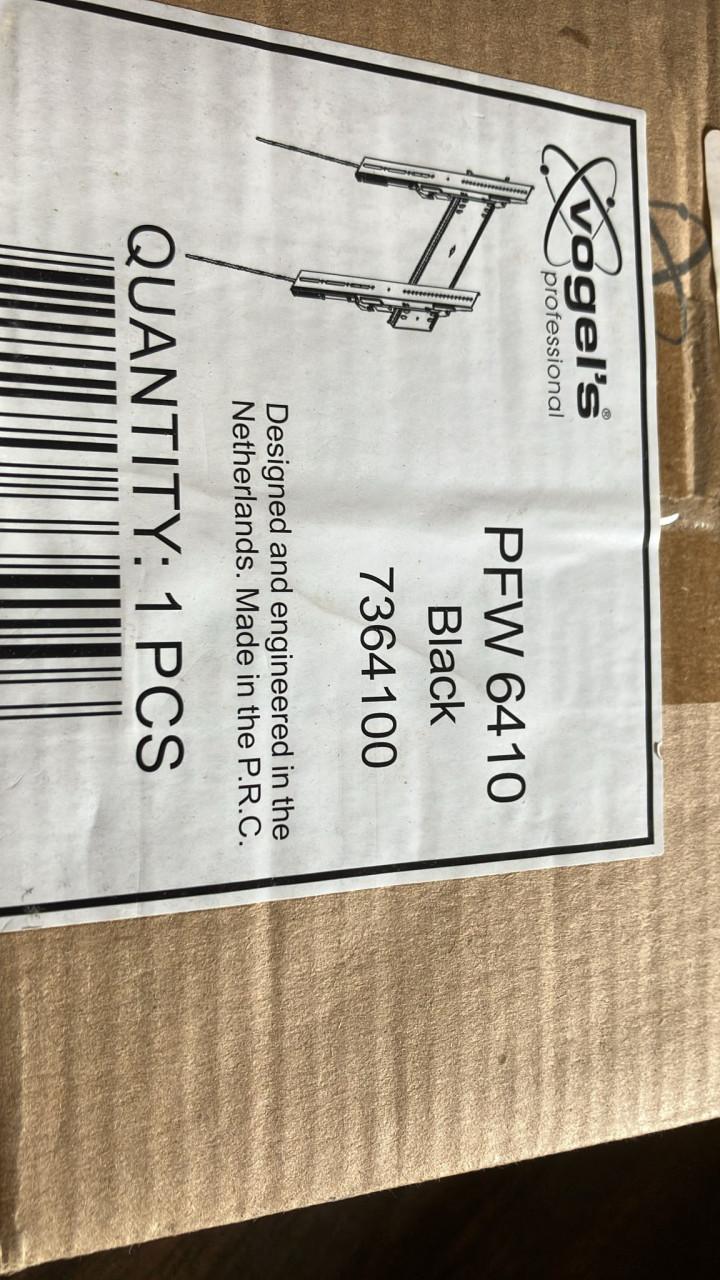 vogel's®
professional
PFW 6410
Black
7364100
Designed and engineered in the
Netherlands. Made in the P.R.C.
QUANTITY: 1 PCS